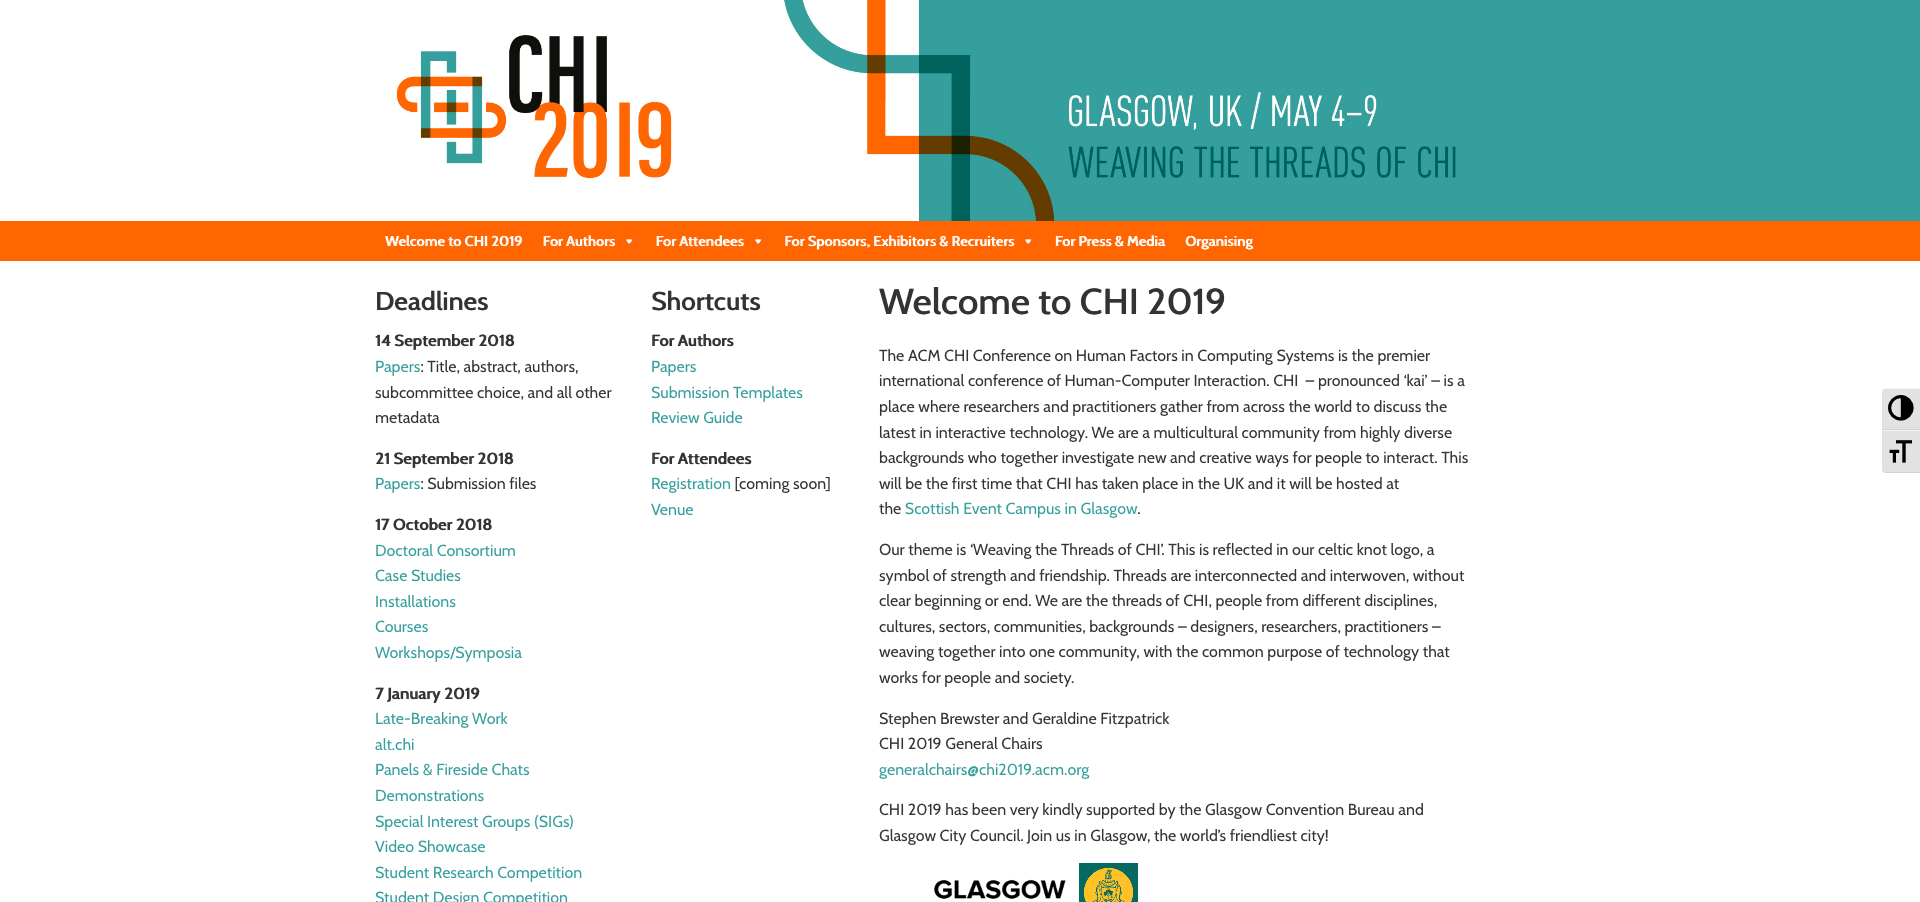 CHI
2019
GLASGOW, UK / MAY 4–9
WEAVING THE THREADS OF CHI
Welcome to CHI 2019
For Authors
For Attendees
For Sponsors, Exhibitors & Recruiters
For Press & Media
Organising
Deadlines
14 September 2018
Papers: Title, abstract, authors,
subcommittee choice, and all other
metadata
21 September 2018
Papers: Submission files
17 October 2018
Doctoral Consortium
Case Studies
Installations
Courses
Workshops/Symposia
7 January 2019
Late-Breaking Work
alt.chi
Panels & Fireside Chats
Demonstrations
Special Interest Groups (SIGs)
Video Showcase
Student Research Competition
Student Design Competition
Shortcuts
For Authors
Papers
Submission Templates
Review Guide
For Attendees
Registration [coming soon]
Venue
Welcome to CHI 2019
The ACM CHI Conference on Human Factors in Computing Systems is the premier
international conference of Human-Computer Interaction. CHI – pronounced ‘kai’ – is a
place where researchers and practitioners gather from across the world to discuss the
latest in interactive technology. We are a multicultural community from highly diverse
backgrounds who together investigate new and creative ways for people to interact. This
will be the first time that CHI has taken place in the UK and it will be hosted at
the Scottish Event Campus in Glasgow.
Our theme is ‘Weaving the Threads of CHI’. This is reflected in our celtic knot logo, a
symbol of strength and friendship. Threads are interconnected and interwoven, without
clear beginning or end. We are the threads of CHI, people from different disciplines,
cultures, sectors, communities, backgrounds – designers, researchers, practitioners –
weaving together into one community, with the common purpose of technology that
works for people and society.
Stephen Brewster and Geraldine Fitzpatrick
CHI 2019 General Chairs
generalchairs@chi2019.acm.org
CHI 2019 has been very kindly supported by the Glasgow Convention Bureau and
Glasgow City Council. Join us in Glasgow, the world’s friendliest city!
GLASGOW